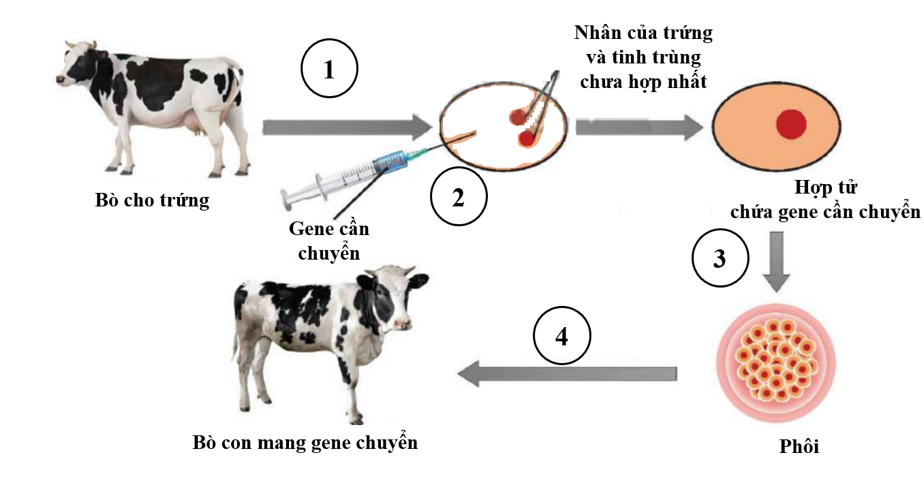 1
Nhân của trứng
và tinh trùng
chưa hợp nhất
Bò cho trứng
2
Gene cần
chuyển
Hợp tử
chứa gene cần chuyển
3
4
Bò con mang gene chuyển
Phôi